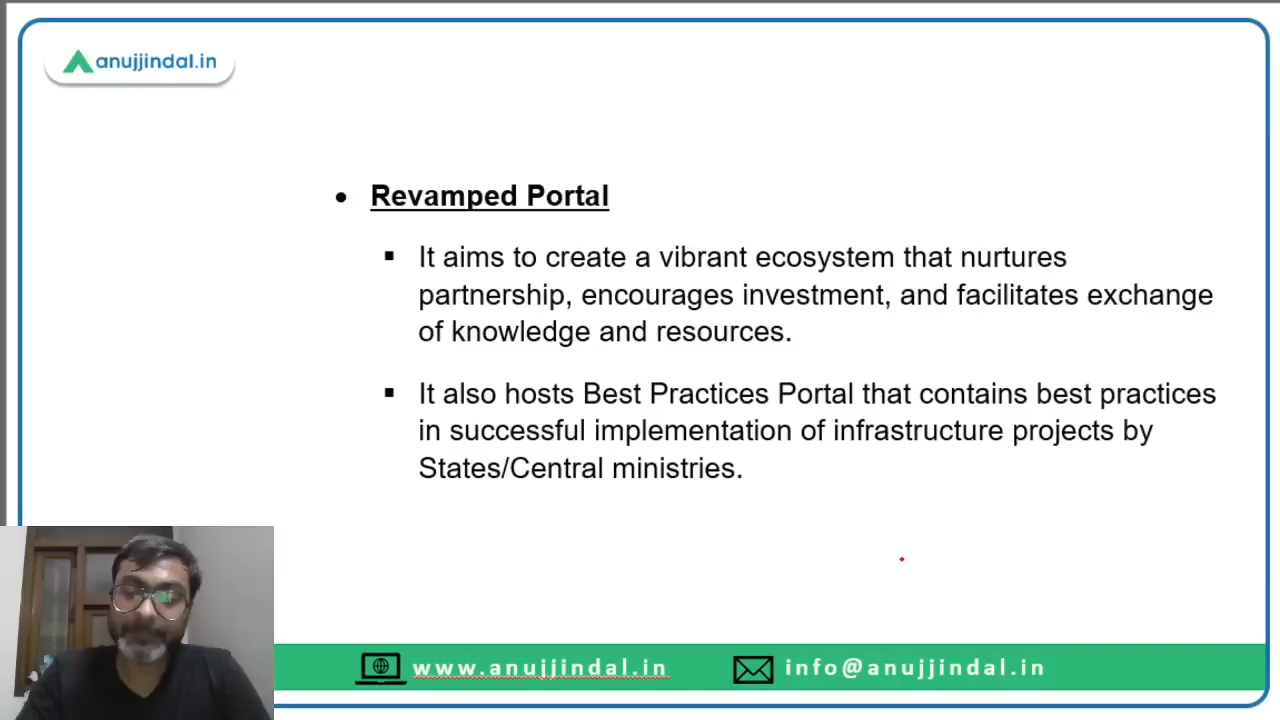 anujjindal.in
• Revamped Portal
▪ It aims to create a vibrant ecosystem that nurtures
partnership, encourages investment, and facilitates exchange
of knowledge and resources.
▪ It also hosts Best Practices Portal that contains best practices
in successful implementation of infrastructure projects by
States/Central ministries.
www.anujjindal.in info@anujjindal.in